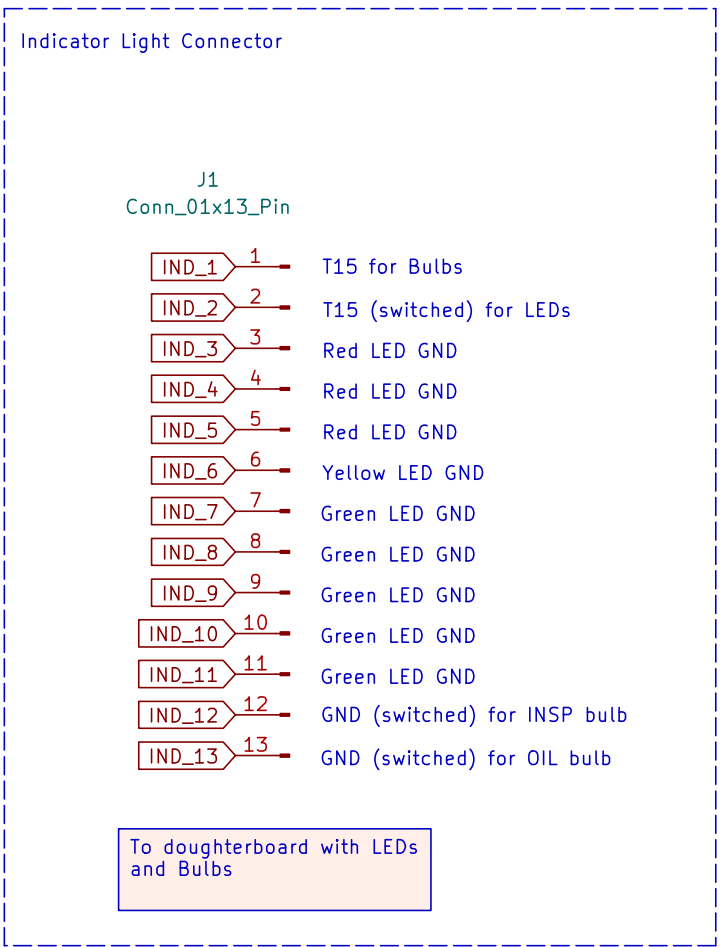 Indicator Light Connector
J1
Conn_01x13_Pin
IND_1 1 T15 for Bulbs
IND_2 2 T15 (switched) for LEDs
IND_3 3 Red LED GND
IND_4 4 Red LED GND
IND_5 5 Red LED GND
IND_6 6 Yellow LED GND
IND_7 7 Green LED GND
IND_8 8 Green LED GND
IND_9 9 Green LED GND
IND_10 10 Green LED GND
IND_11 11 Green LED GND
IND_12 12 GND (switched) for INSP bulb
IND_13 13 GND (switched) for OIL bulb
To doughterboard with LEDs
and Bulbs